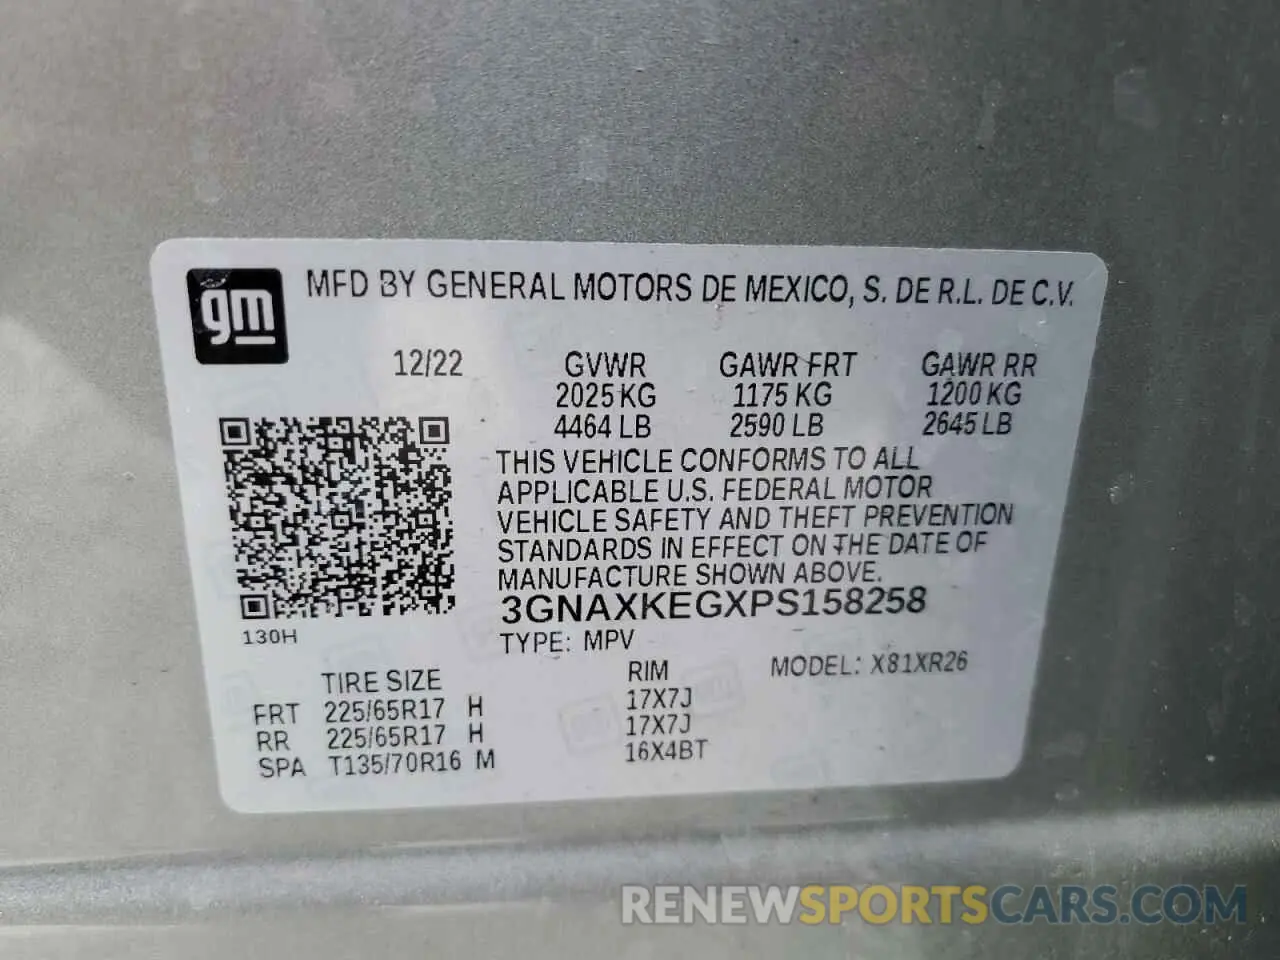 gm MFD BY GENERAL MOTORS DE MEXICO, S. DE R.L. DE C.V.
12/22 GVWR GAWR FRT GAWR RR
2025 KG 1175 KG 1200 KG
4464 LB 2590 LB 2645 LB
THIS VEHICLE CONFORMS TO ALL
APPLICABLE U.S. FEDERAL MOTOR
VEHICLE SAFETY AND THEFT PREVENTION
STANDARDS IN EFFECT ON THE DATE OF
MANUFACTURE SHOWN ABOVE.
3GNAXKEGXPS158258
130H TYPE: MPV
TIRE SIZE RIM MODEL: X81XR26
FRT 225/65R17 H 17X7J
RR 225/65R17 H 17X7J
SPA T135/70R16 M 16X4BT
RENEWSPORTSCARS.COM